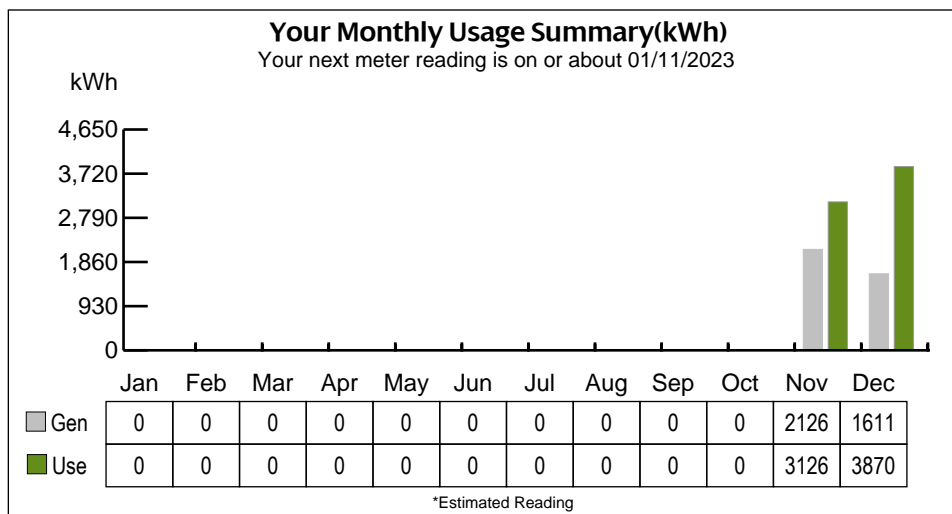 Your Monthly Usage Summary(kWh)
Your next meter reading is on or about 01/11/2023
kWh
4,650
3,720
2,790
1,860
930
0
Jan Feb Mar Apr May Jun Jul Aug Sep Oct Nov Dec
Gen 0 0 0 0 0 0 0 0 0 0 2126 1611
Use 0 0 0 0 0 0 0 0 0 0 3126 3870
*Estimated Reading